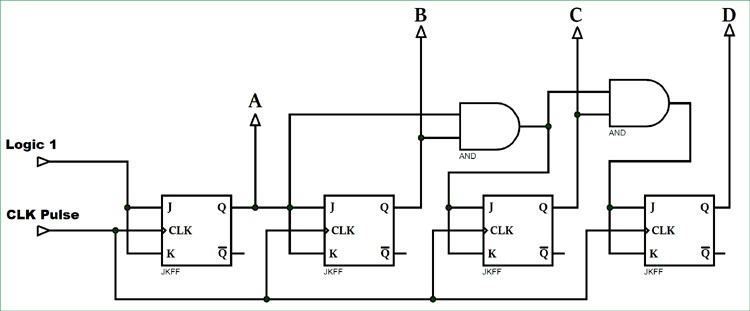 B
C
D
A
Logic 1
CLK Pulse
AND
AND
J Q
CLK
K Q
JKFF
J Q
CLK
K Q
JKFF
J Q
CLK
K Q
JKFF
J Q
CLK
K Q
JKFF